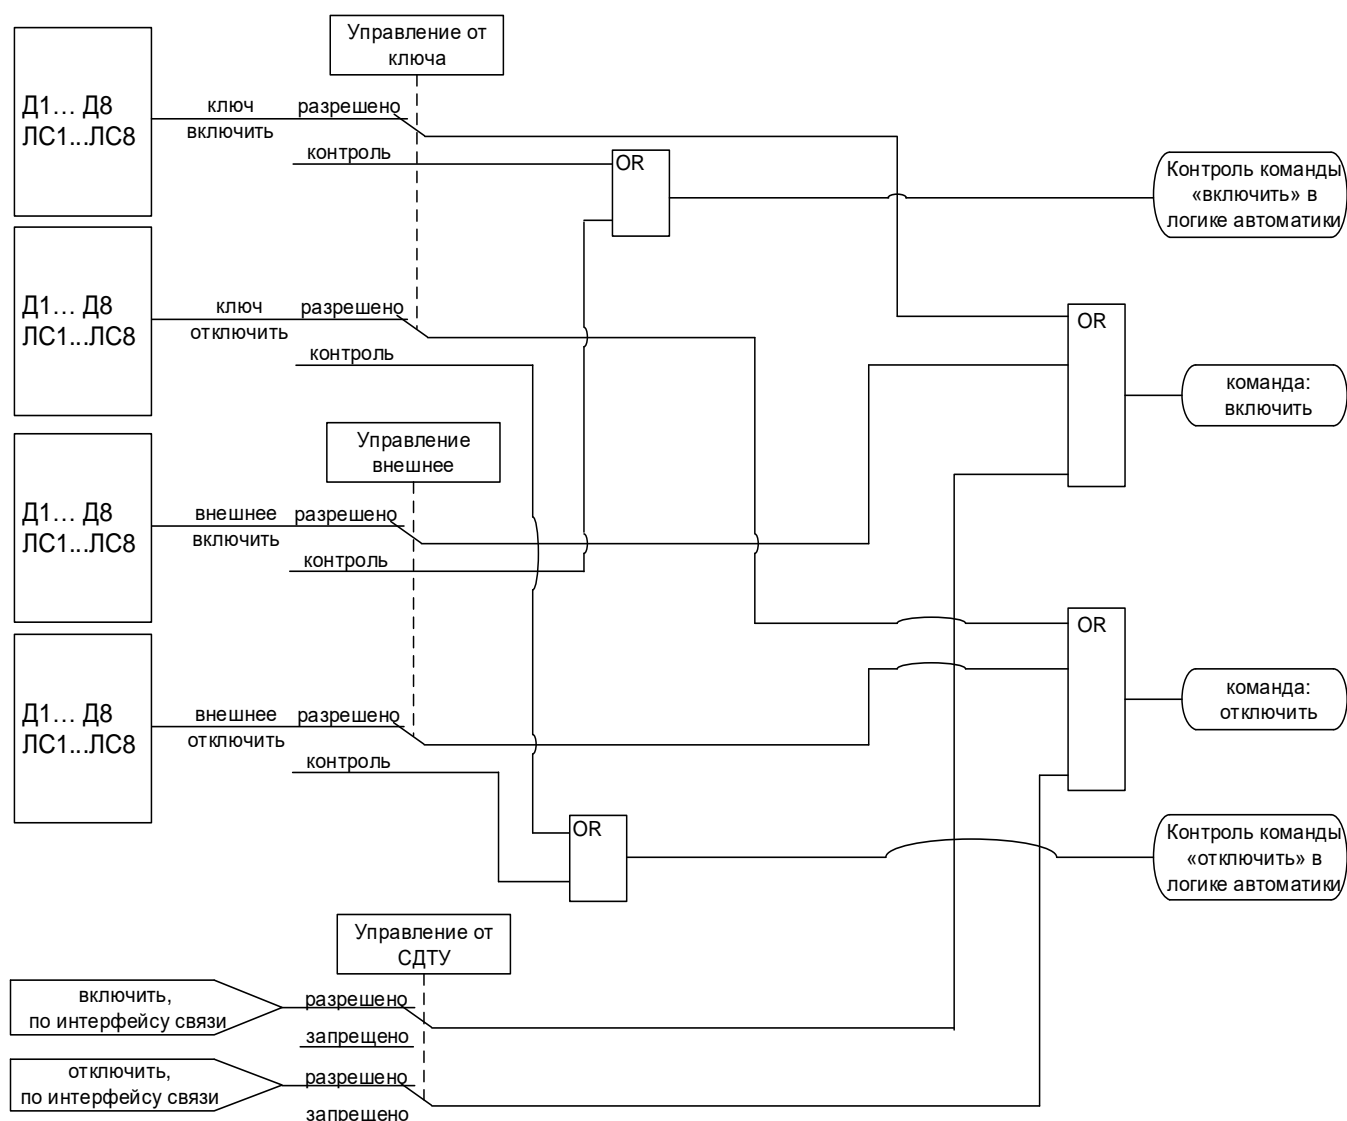 Управление от
ключа
Д1... Д8
ЛС1...ЛС8
ключ
включить
разрешено
контроль
OR
Контроль команды
«включить» в
логике автоматики
Д1... Д8
ЛС1...ЛС8
ключ
отключить
разрешено
контроль
OR
команда:
включить
Управление
внешнее
Д1... Д8
ЛС1...ЛС8
внешнее
включить
разрешено
контроль
OR
Д1... Д8
ЛС1...ЛС8
внешнее
отключить
разрешено
контроль
команда:
отключить
OR
Контроль команды
«отключить» в
логике автоматики
Управление от
СДТУ
включить,
по интерфейсу связи
разрешено
запрещено
отключить,
по интерфейсу связи
разрешено
запрещено